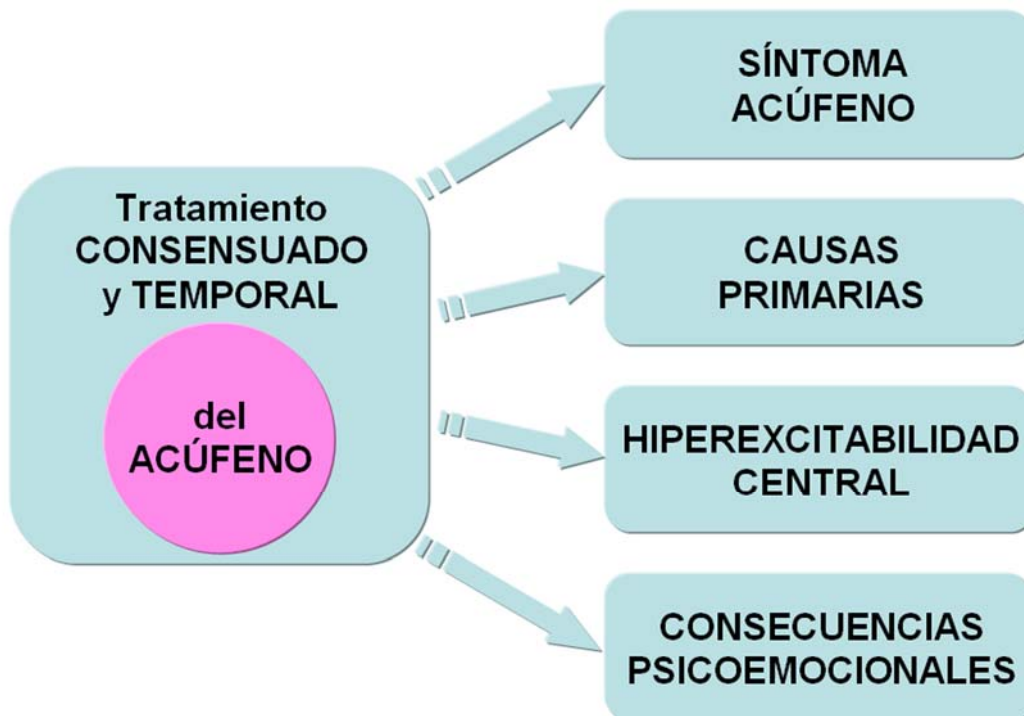 Tratamiento
CONSENSUADO
y TEMPORAL
del
ACÚFENO
SÍNTOMA
ACÚFENO
CAUSAS
PRIMARIAS
HIPEREXCITABILIDAD
CENTRAL
CONSECUENCIAS
PSICOEMOCIONALES